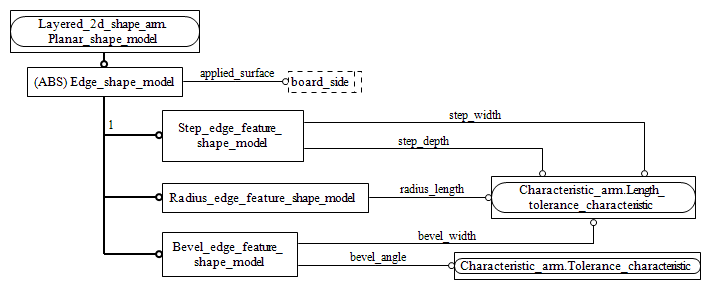 Layered_2d_shape_arm.
Planar_shape_model
(ABS) Edge_shape_model
applied_surface
board_side
1
Step_edge_feature_
shape_model
step_width
step_depth
Radius_edge_feature_shape_model
radius_length
Characteristic_arm.Length_
tolerance_characteristic
Bevel_edge_feature_
shape_model
bevel_width
bevel_angle
Characteristic_arm.Tolerance_characteristic